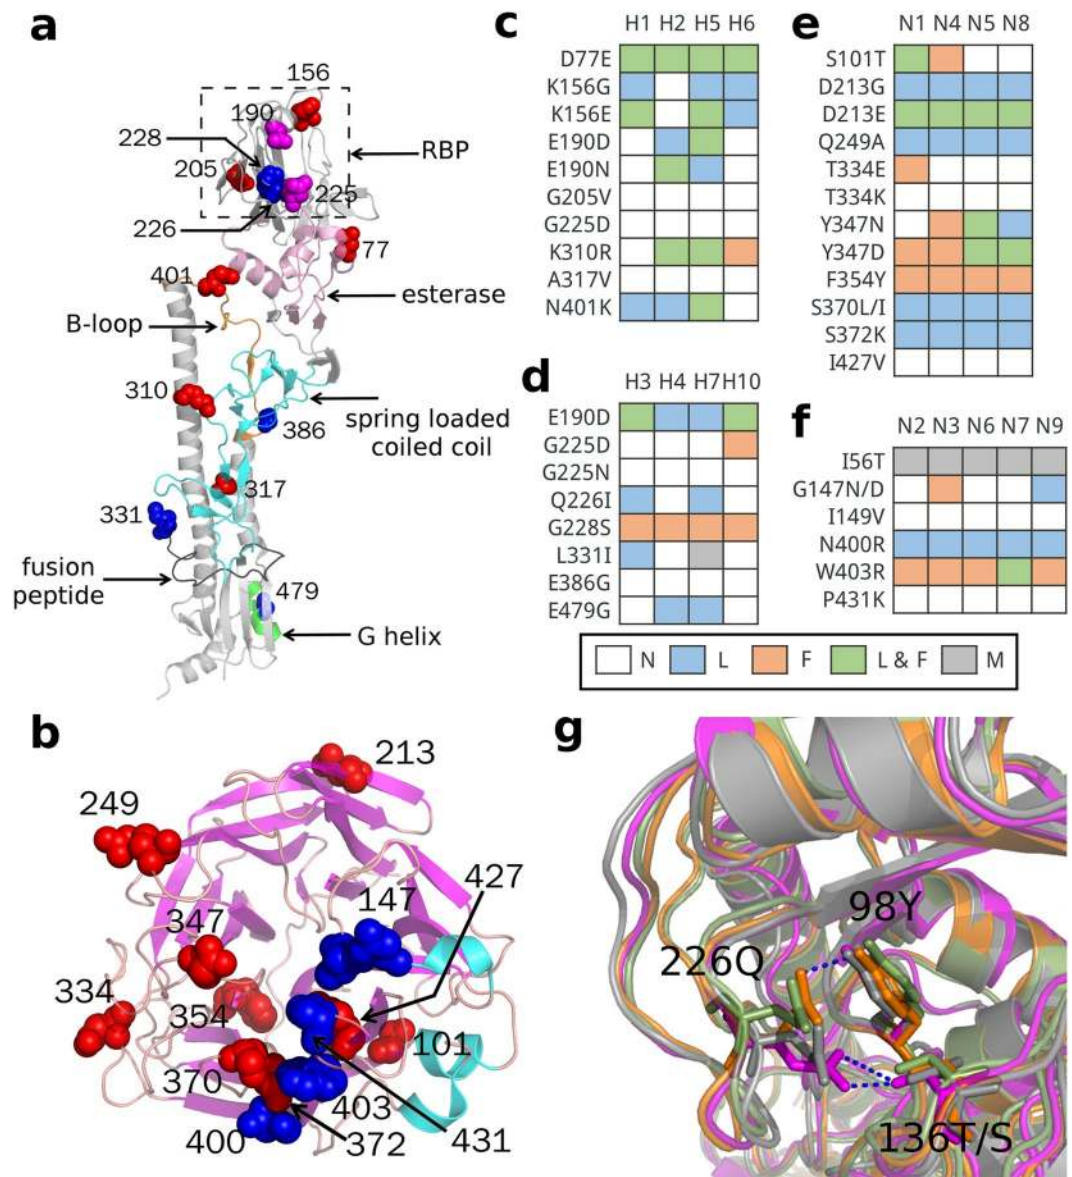 a
156
190
228
RBP
205
225
226
77
401
esterase
B-loop
310
spring loaded
coiled coil
386
317
331
fusion
peptide
479
G helix
b
213
249
427
147
347
334
354
101
370
403
400
372
431
c
H1 H2 H5 H6
D77E
K156G
K156E
E190D
E190N
G205V
G225D
K310R
A317V
N401K
d
H3 H4 H7 H10
E190D
G225D
G225N
Q226I
G228S
L331I
E386G
E479G
e
N1 N4 N5 N8
S101T
D213G
D213E
Q249A
T334E
T334K
Y347N
Y347D
F354Y
S370L/I
S372K
I427V
f
N2 N3 N6 N7 N9
I56T
G147N/D
I149V
N400R
W403R
P431K
N L F L & F M
g
98Y
226Q
136T/S